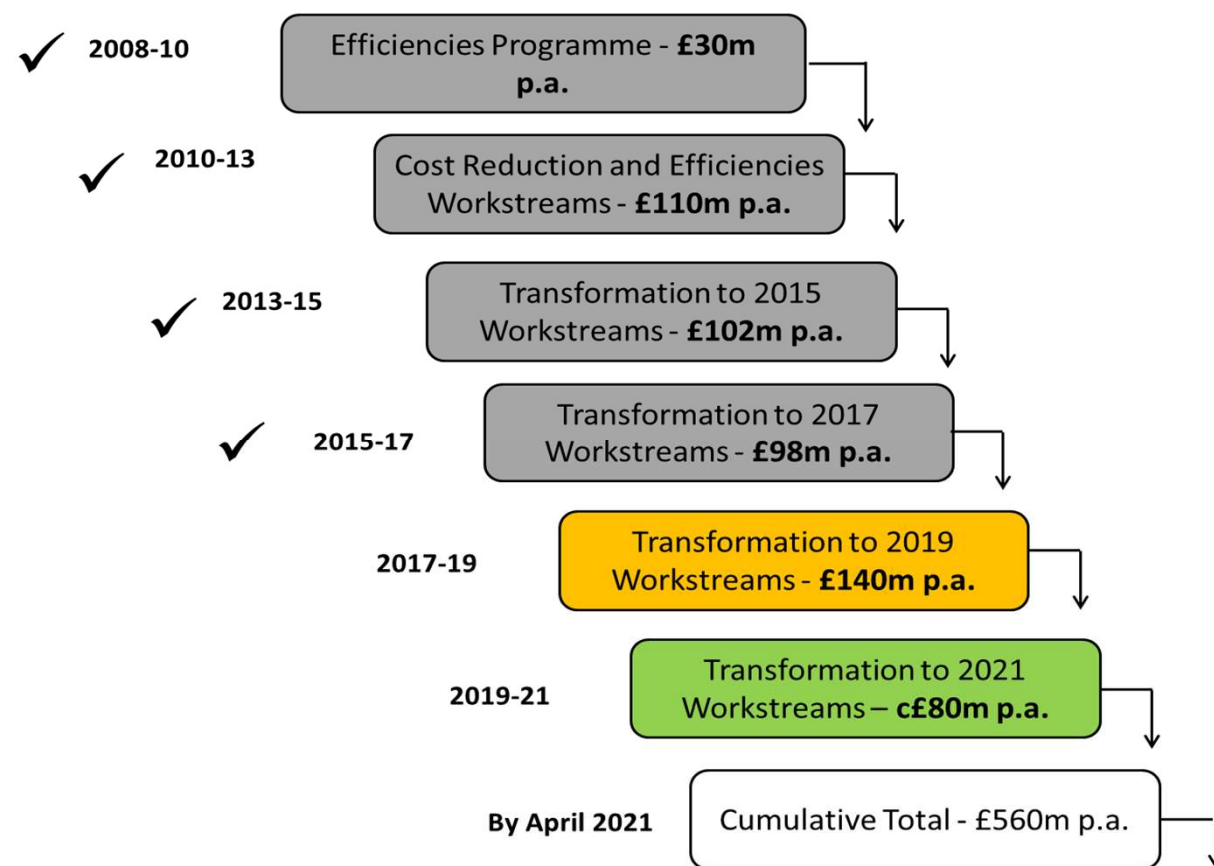 2008-10
Efficiencies Programme - £30m
p.a.
2010-13
Cost Reduction and Efficiencies
Workstreams - £110m p.a.
2013-15
Transformation to 2015
Workstreams - £102m p.a.
2015-17
Transformation to 2017
Workstreams - £98m p.a.
2017-19
Transformation to 2019
Workstreams - £140m p.a.
2019-21
Transformation to 2021
Workstreams – c£80m p.a.
By April 2021
Cumulative Total - £560m p.a.